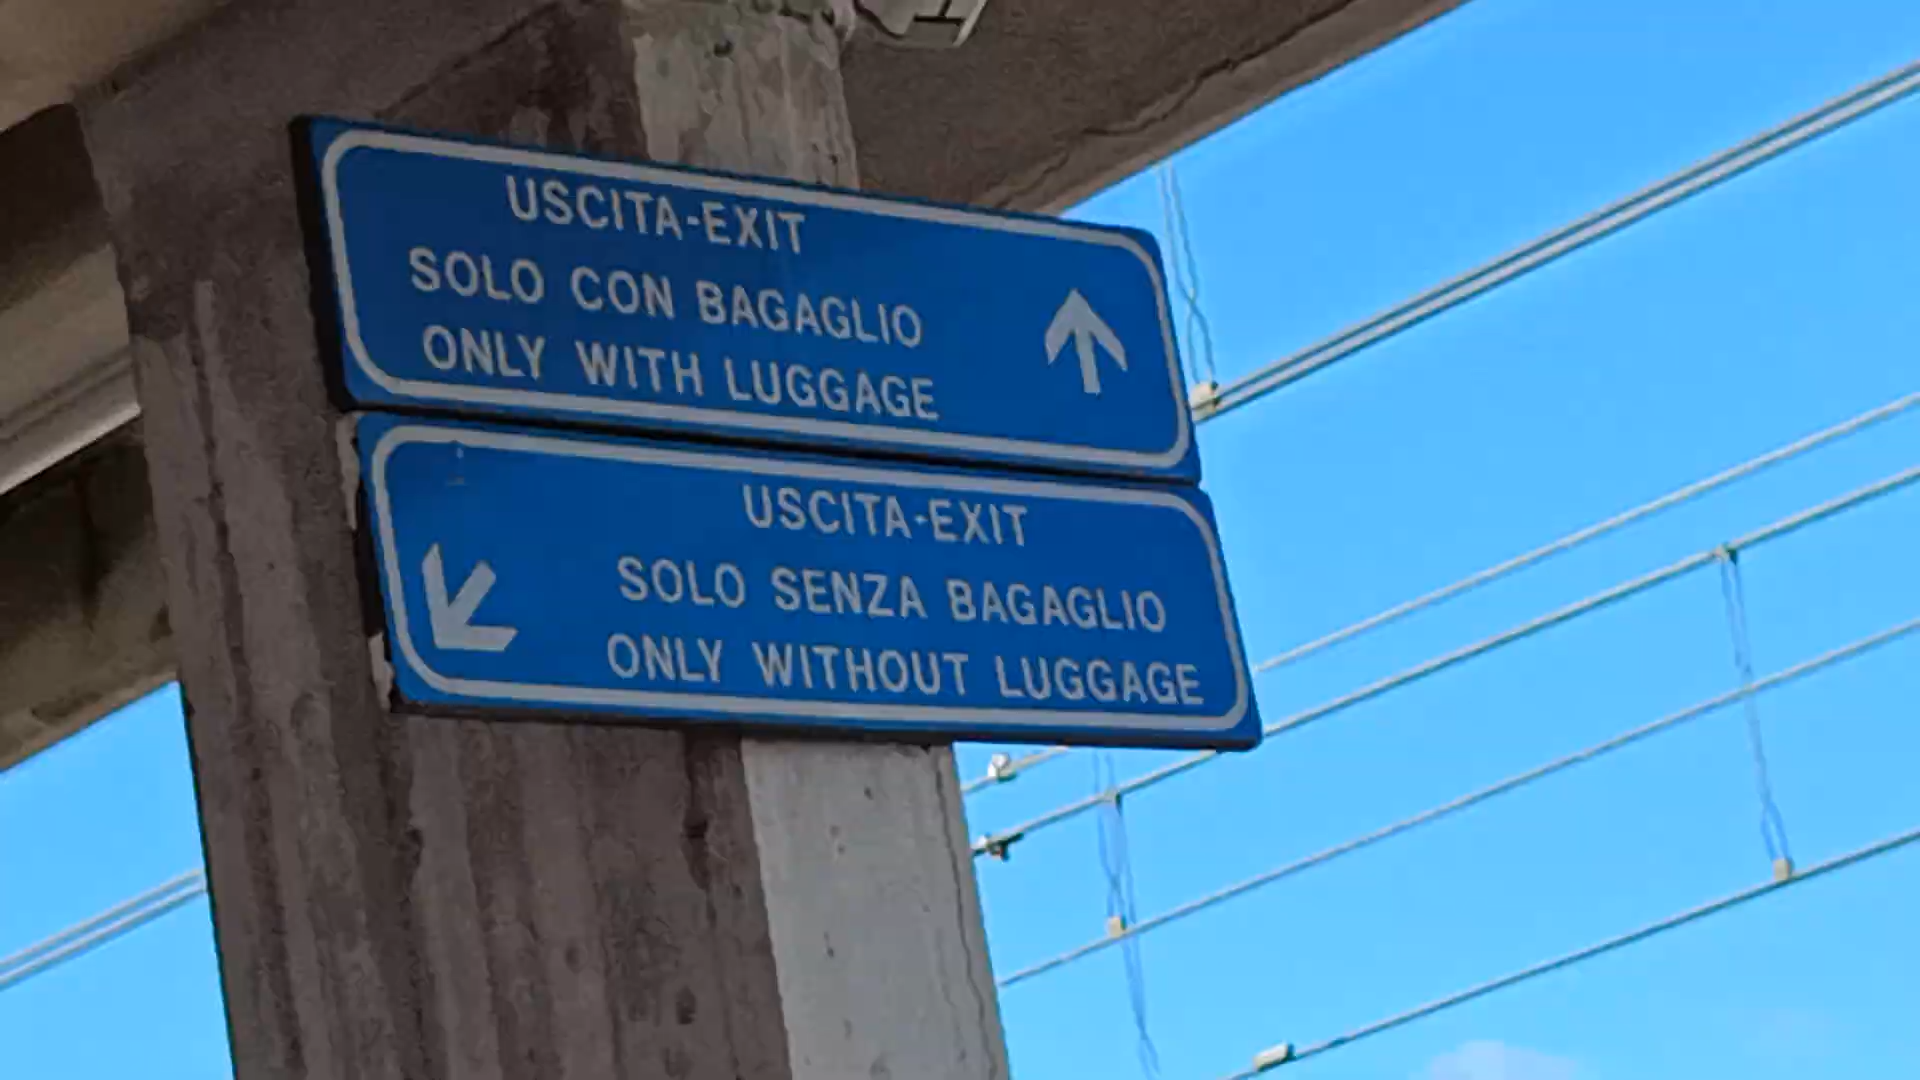 USCITA-EXIT
SOLO CON BAGAGLIO
ONLY WITH LUGGAGE
USCITA-EXIT
SOLO SENZA BAGAGLIO
ONLY WITHOUT LUGGAGE